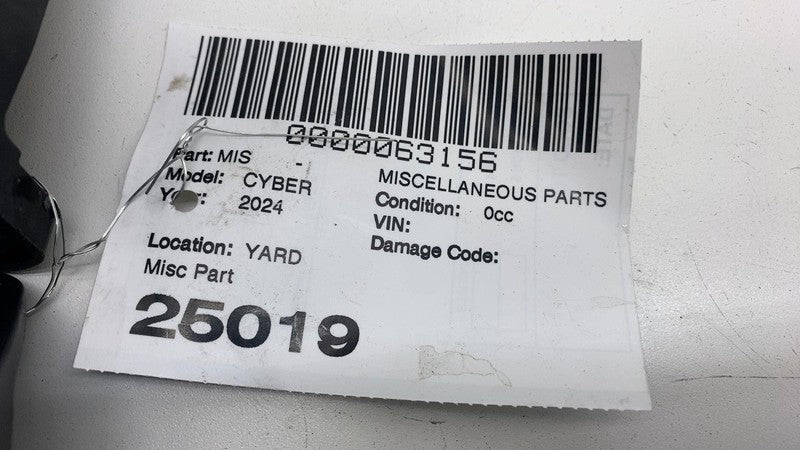 0000063156
Part: MIS - MISCELLANEOUS PARTS
Model: CYBER Condition: 0cc
Year: 2024 VIN:
Damage Code:
Location: YARD
Misc Part
25019